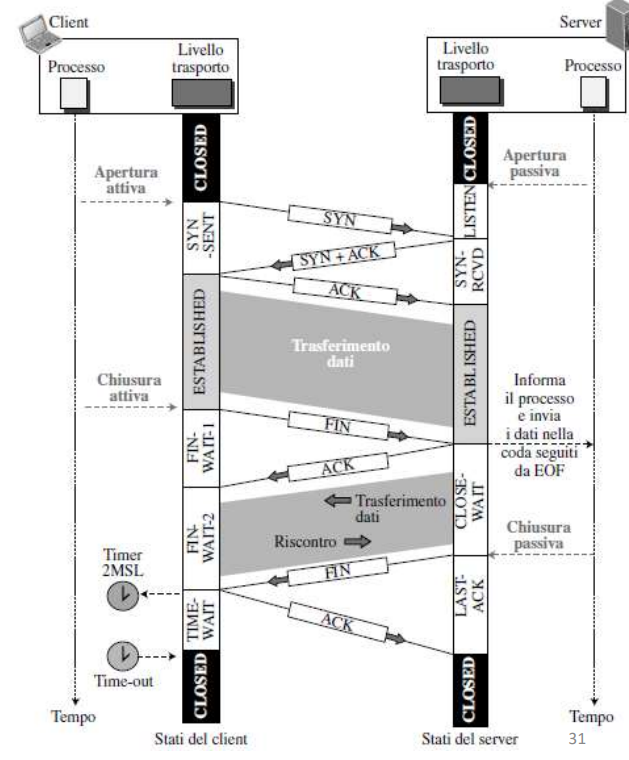 Client
Server
Processo
Livello
trasporto
Livello
trasporto
Processo
CLOSED
CLOSED
Apertura
attiva
Apertura
passiva
LISTEN
SYN
SYN
-SENT
SYN + ACK
SYN-
RCVD
ACK
ESTABLISHED
ESTABLISHED
Trasferimento
dati
Chiusura
attiva
Informa
il processo
e invia
i dati nella
coda seguiti
da EOF
FIN
FIN-
WAIT-1
ACK
CLOSE-
WAIT
Trasferimento
dati
FIN-
WAIT-2
Riscontro
Chiusura
passiva
Timer
2MSL
FIN
LAST-
ACK
TIME-
WAIT
ACK
Time-out
CLOSED
CLOSED
Tempo
Tempo
Stati del client
Stati del server
31